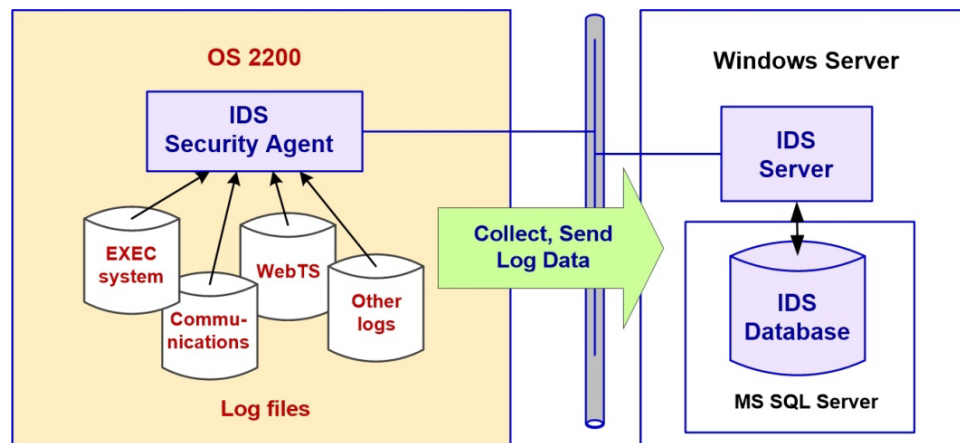 OS 2200
IDS
Security Agent
EXEC
system
Commu-
nications
WebTS
Other
logs
Log files
Collect, Send
Log Data
Windows Server
IDS
Server
IDS
Database
MS SQL Server